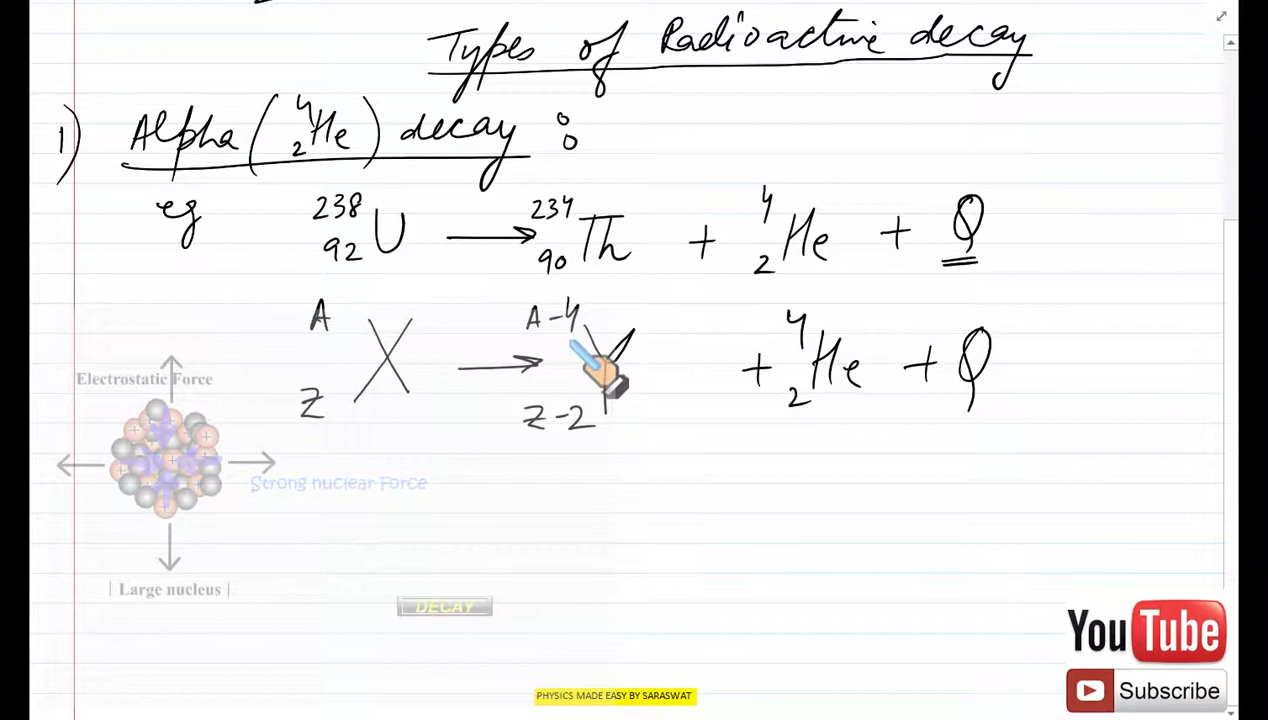 Types of Radioactive decay
1) Alpha (⁴₂He) decay :
eg ²³⁸₉₂U → ²³⁴₉₀Th + ⁴₂He + Q
ᴬ_Z X → ᴬ⁻⁴_Z₋₂ Y + ⁴₂He + Q
Electrostatic Force
Strong nuclear Force
| Large nucleus |
DECAY
YouTube
Subscribe
PHYSICS MADE EASY BY SARASWAT